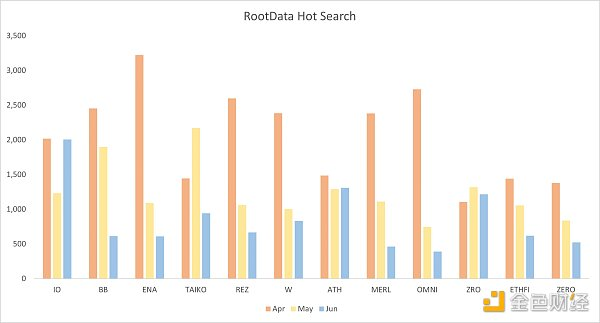 RootData Hot Search
3,500
3,000
2,500
2,000
1,500
1,000
500
0
IO BB ENA TAIKO REZ W ATH MERL OMNI ZRO ETHFI ZERO
Apr May Jun
金色财经